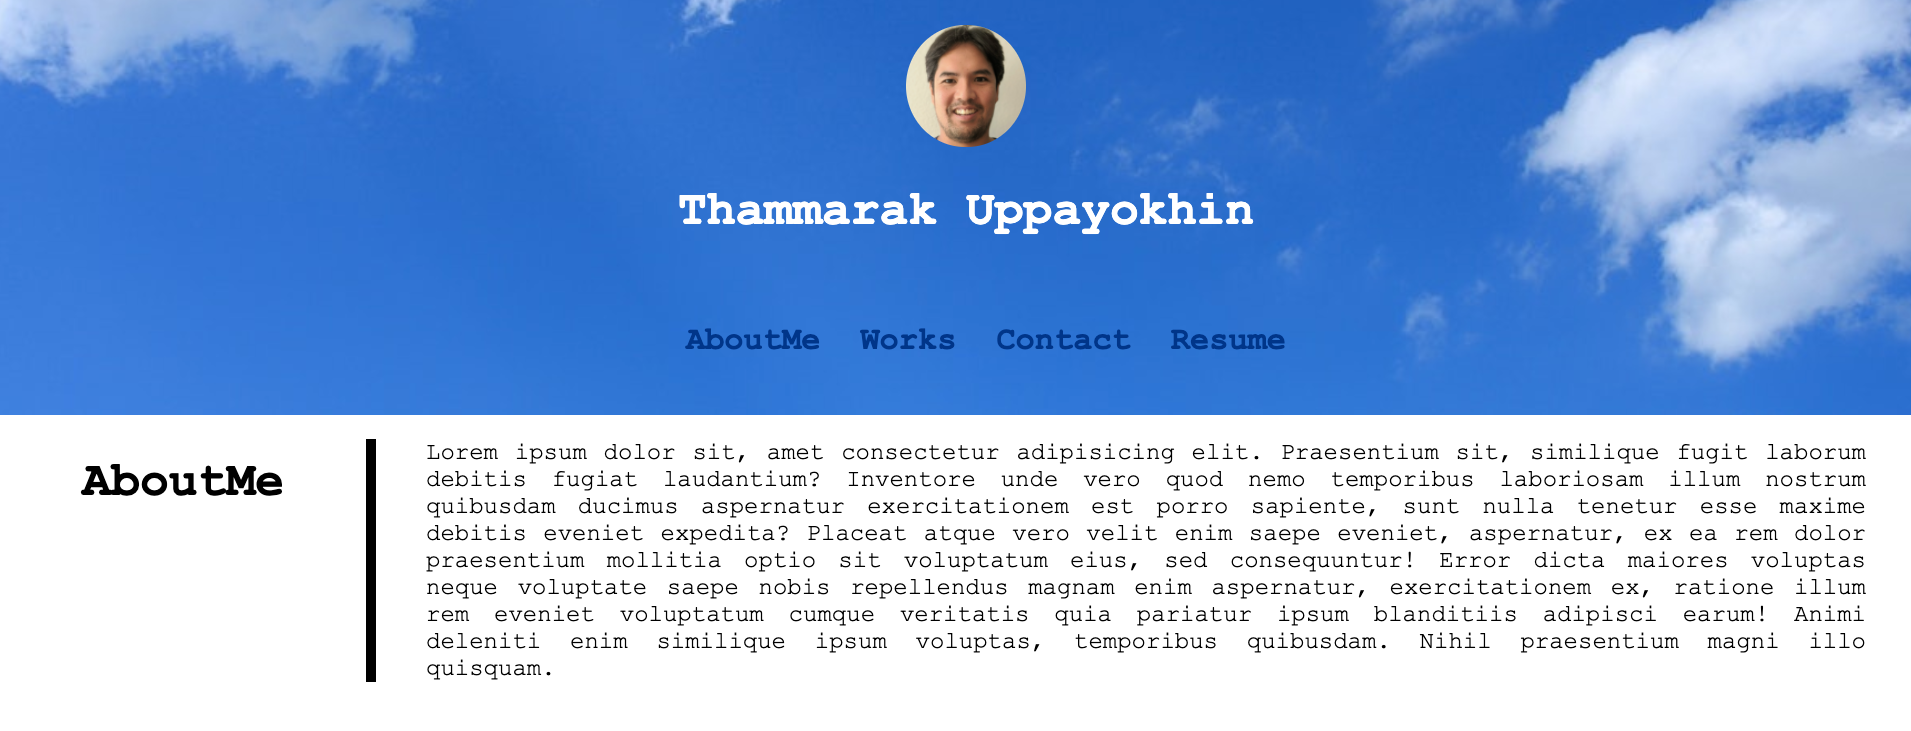 Thammarak Uppayokhin
AboutMe Works Contact Resume
AboutMe
Lorem ipsum dolor sit, amet consectetur adipisicing elit. Praesentium sit, similique fugit laborum
debitis fugiat laudantium? Inventore unde vero quod nemo temporibus laboriosam illum nostrum
quibusdam ducimus aspernatur exercitationem est porro sapiente, sunt nulla tenetur esse maxime
debitis eveniet expedita? Placeat atque vero velit enim saepe eveniet, aspernatur, ex ea rem dolor
praesentium mollitia optio sit voluptatum eius, sed consequuntur! Error dicta maiores voluptas
neque voluptate saepe nobis repellendus magnam enim aspernatur, exercitationem ex, ratione illum
rem eveniet voluptatum cumque veritatis quia pariatur ipsum blanditiis adipisci earum! Animi
deleniti enim similique ipsum voluptas, temporibus quibusdam. Nihil praesentium magni illo
quisquam.